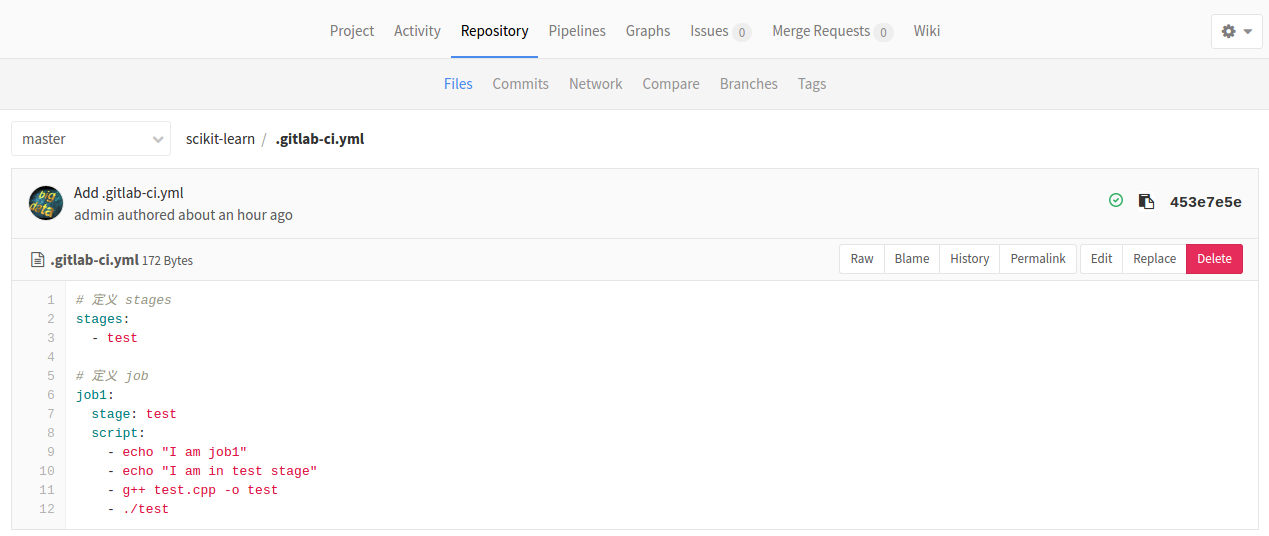 Project Activity Repository Pipelines Graphs Issues 0 Merge Requests 0 Wiki
Files Commits Network Compare Branches Tags
master scikit-learn / .gitlab-ci.yml
big data
Add .gitlab-ci.yml
admin authored about an hour ago
453e7e5e
.gitlab-ci.yml 172 Bytes Raw Blame History Permalink Edit Replace Delete
1 # 定义 stages
2 stages:
3   - test
4
5 # 定义 job
6 job1:
7   stage: test
8   script:
9     - echo "I am job1"
10     - echo "I am in test stage"
11     - g++ test.cpp -o test
12     - ./test